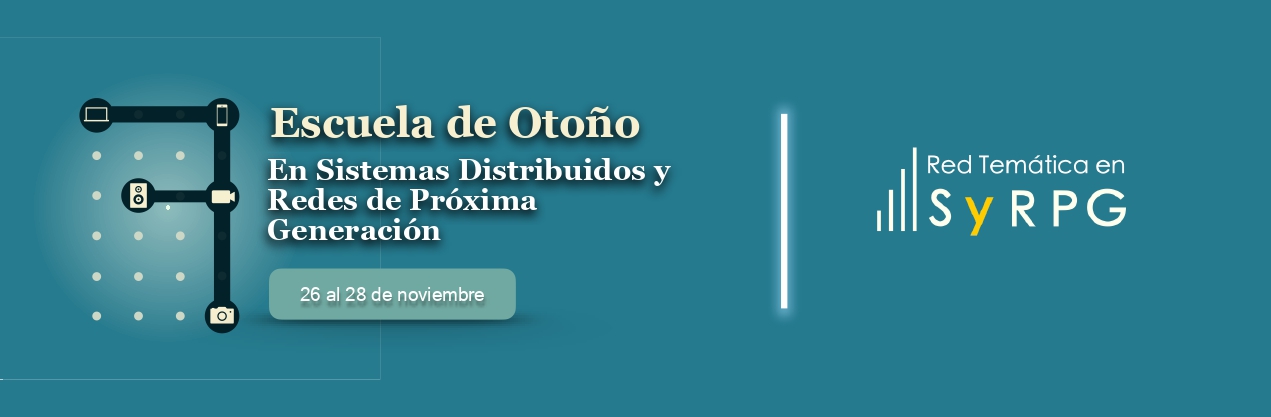 Escuela de Otoño
En Sistemas Distribuidos y
Redes de Próxima
Generación
26 al 28 de noviembre
Red Temática en
SyRPG